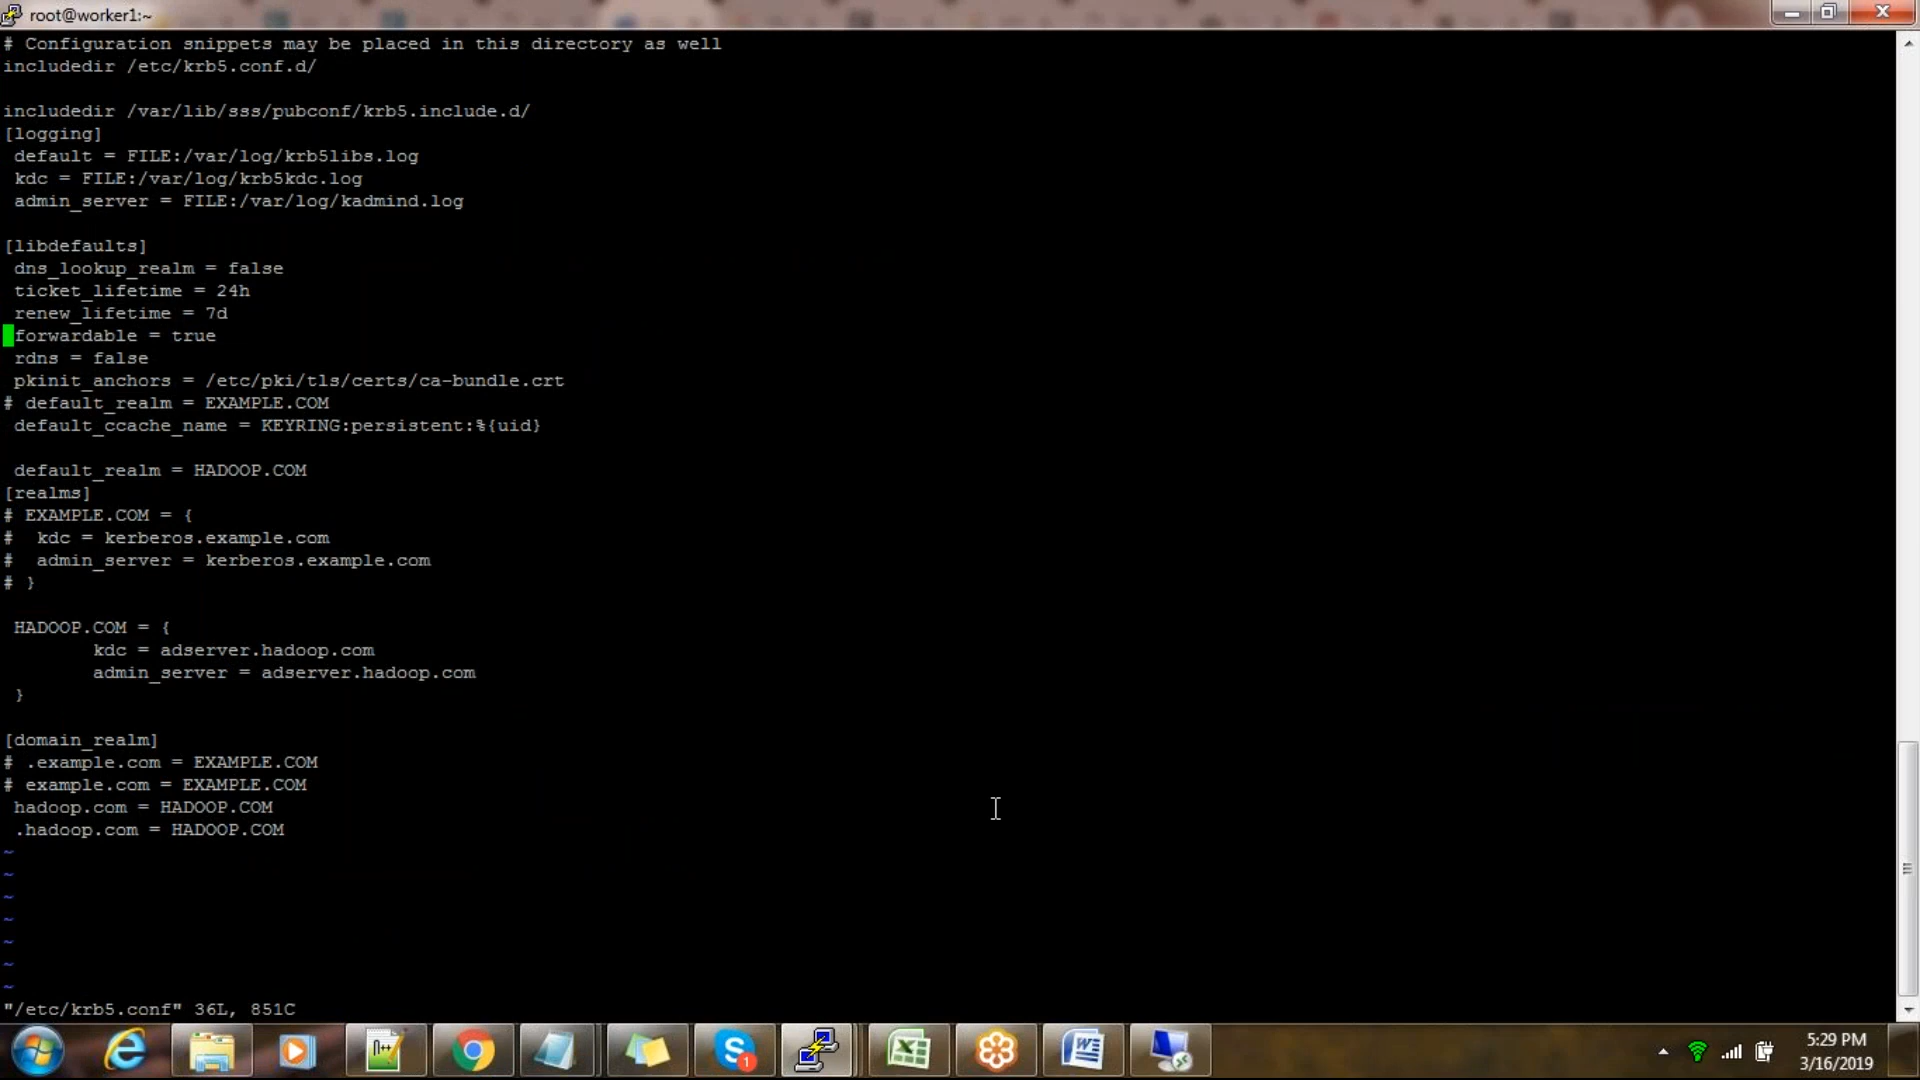 root@worker1:~
# Configuration snippets may be placed in this directory as well
includedir /etc/krb5.conf.d/
includedir /var/lib/sss/pubconf/krb5.include.d/
[logging]
default = FILE:/var/log/krb5libs.log
kdc = FILE:/var/log/krb5kdc.log
admin_server = FILE:/var/log/kadmind.log
[libdefaults]
dns_lookup_realm = false
ticket_lifetime = 24h
renew_lifetime = 7d
forwardable = true
rdns = false
pkinit_anchors = /etc/pki/tls/certs/ca-bundle.crt
# default_realm = EXAMPLE.COM
default_ccache_name = KEYRING:persistent:%{uid}
default_realm = HADOOP.COM
[realms]
# EXAMPLE.COM = {
#  kdc = kerberos.example.com
#  admin_server = kerberos.example.com
# }
HADOOP.COM = {
kdc = adserver.hadoop.com
admin_server = adserver.hadoop.com
}
[domain_realm]
# .example.com = EXAMPLE.COM
# example.com = EXAMPLE.COM
hadoop.com = HADOOP.COM
.hadoop.com = HADOOP.COM
~
~
~
~
~
~
~
"/etc/krb5.conf" 36L, 851C
5:29 PM
3/16/2019